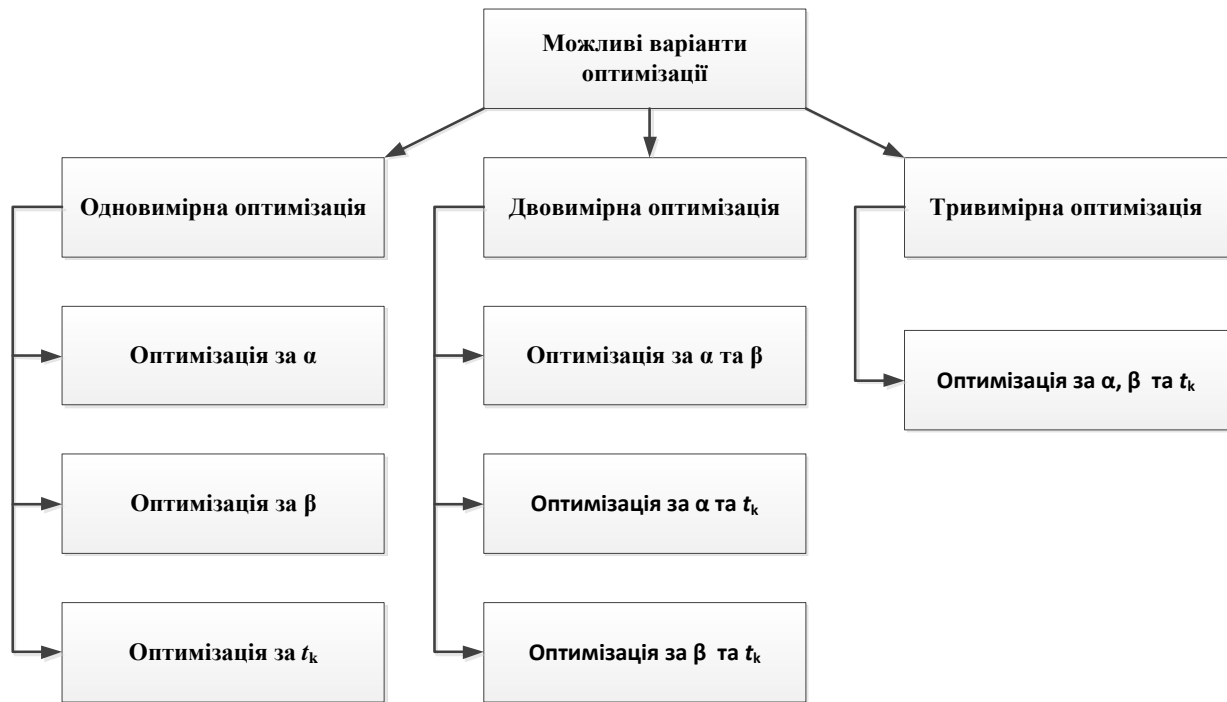 Можливі варіанти
оптимізації
Одновимірна оптимізація
Двовимірна оптимізація
Тривимірна оптимізація
Оптимізація за α
Оптимізація за α та β
Оптимізація за α, β та tk
Оптимізація за β
Оптимізація за α та tk
Оптимізація за tk
Оптимізація за β та tk